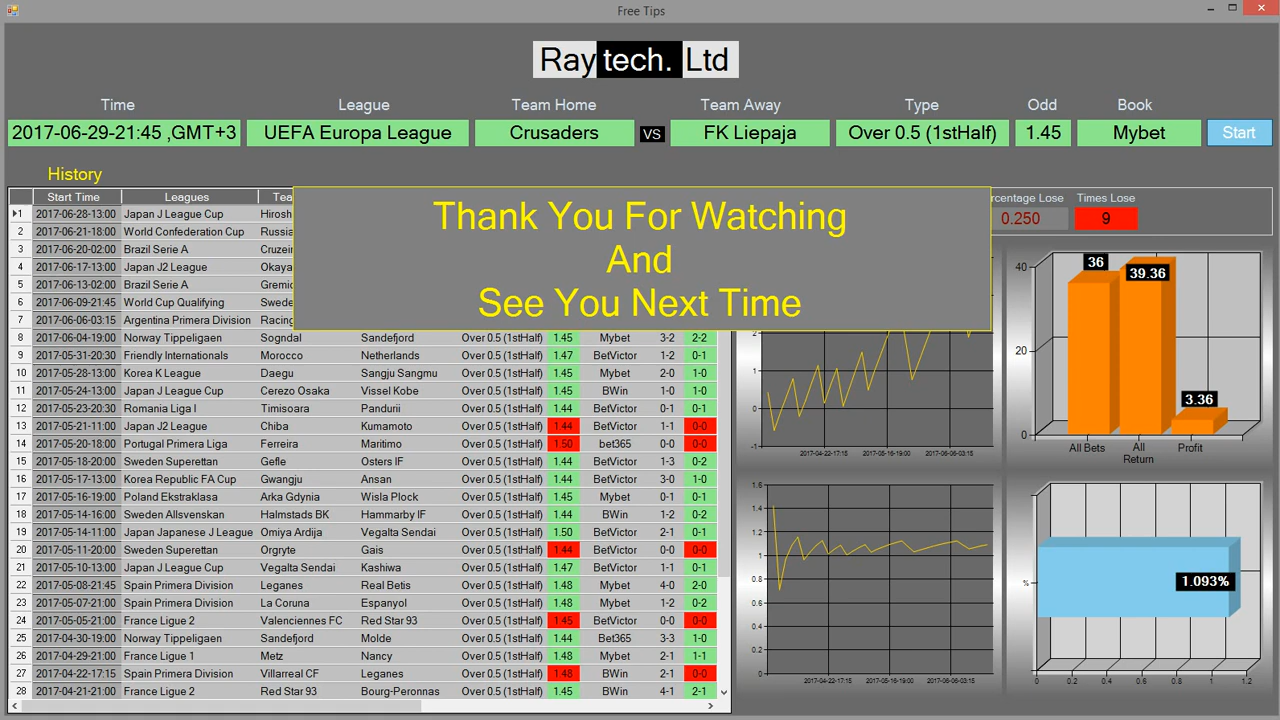 Free Tips
Ray tech. Ltd
Time League Team Home Team Away Type Odd Book
2017-06-29-21:45 ,GMT+3 UEFA Europa League Crusaders VS FK Liepaja Over 0.5 (1stHalf) 1.45 Mybet Start
History
Start Time Leagues Tea
rcentage Lose Times Lose
0.250 9
Thank You For Watching
And
See You Next Time
1 2017-06-28-13:00 Japan J League Cup Hirosh
2 2017-06-21-18:00 World Confederation Cup Russia
3 2017-06-20-02:00 Brazil Serie A Cruzein
4 2017-06-17-13:00 Japan J2 League Okaya
5 2017-06-13-02:00 Brazil Serie A Gremic
6 2017-06-09-21:45 World Cup Qualifying Swede
7 2017-06-06-03:15 Argentina Primera Division Racing
8 2017-06-04-19:00 Norway Tippeligaen Sogndal Sandefjord Over 0.5 (1stHalf) 1.45 Mybet 3-2 2-2
9 2017-05-31-20:30 Friendly Internationals Morocco Netherlands Over 0.5 (1stHalf) 1.47 BetVictor 1-2 0-1
10 2017-05-28-11:00 Korea K League Daegu Sangju Sangmu Over 0.5 (1stHalf) 1.45 Mybet 2-0 1-0
11 2017-05-24-13:00 Japan J League Cup Cerezo Osaka Vissel Kobe Over 0.5 (1stHalf) 1.45 BWin 1-0 1-0
12 2017-05-23-20:30 Romania Liga I Timisoara Pandurii Over 0.5 (1stHalf) 1.44 BetVictor 0-1 0-1
13 2017-05-21-11:00 Japan J2 League Chiba Kumamoto Over 0.5 (1stHalf) 1.44 BetVictor 1-1 0-0
14 2017-05-20-18:00 Portugal Primera Liga Ferreira Maritimo Over 0.5 (1stHalf) 1.50 bet365 0-0 0-0
15 2017-05-18-20:00 Sweden Superettan Gefle Osters IF Over 0.5 (1stHalf) 1.44 BetVictor 1-3 0-2
16 2017-05-17-13:00 Korea Republic FA Cup Gwangju Ansan Over 0.5 (1stHalf) 1.44 BetVictor 3-0 1-0
17 2017-05-16-19:00 Poland Ekstraklasa Arka Gdynia Wisla Plock Over 0.5 (1stHalf) 1.45 Mybet 0-1 0-1
18 2017-05-14-16:00 Sweden Allsvenskan Halmstads BK Hammarby IF Over 0.5 (1stHalf) 1.44 BWin 1-2 0-2
19 2017-05-14-11:00 Japan Japanese J League Omiya Ardija Vegalta Sendai Over 0.5 (1stHalf) 1.50 BetVictor 2-1 0-1
20 2017-05-11-20:00 Sweden Superettan Orgryte Gais Over 0.5 (1stHalf) 1.44 BetVictor 0-0 0-0
21 2017-05-10-13:00 Japan J League Cup Vegalta Sendai Kashiwa Over 0.5 (1stHalf) 1.47 BetVictor 1-1 0-1
22 2017-05-08-21:45 Spain Primera Division Leganes Real Betis Over 0.5 (1stHalf) 1.48 Mybet 4-0 2-0
23 2017-05-07-21:00 Spain Primera Division La Coruna Espanyol Over 0.5 (1stHalf) 1.48 Mybet 1-2 0-2
24 2017-05-05-21:00 France Ligue 2 Valenciennes FC Red Star 93 Over 0.5 (1stHalf) 1.45 BetVictor 0-0 0-0
25 2017-04-30-19:00 Norway Tippeligaen Sandefjord Molde Over 0.5 (1stHalf) 1.44 Bet365 3-3 1-0
26 2017-04-29-21:00 France Ligue 1 Metz Nancy Over 0.5 (1stHalf) 1.48 Mybet 2-1 1-1
27 2017-04-22-17:15 Spain Primera Division Villarreal CF Leganes Over 0.5 (1stHalf) 1.48 BWin 2-1 0-0
28 2017-04-21-21:00 France Ligue 2 Red Star 93 Bourg-Peronnas Over 0.5 (1stHalf) 1.45 BWin 4-1 2-1
2
1
0
-1
2017-04-22-17:15 2017-05-16-19:00 2017-06-06-03:15
40
20
0
36 39.36 3.36
All Bets All Return Profit
1.6
1.4
1.2
1
0.8
0.6
0.4
0.2
0
2017-04-22-17:15 2017-05-16-19:00 2017-06-06-03:15
%
1.093%
0 0.2 0.4 0.6 0.8 1 1.2